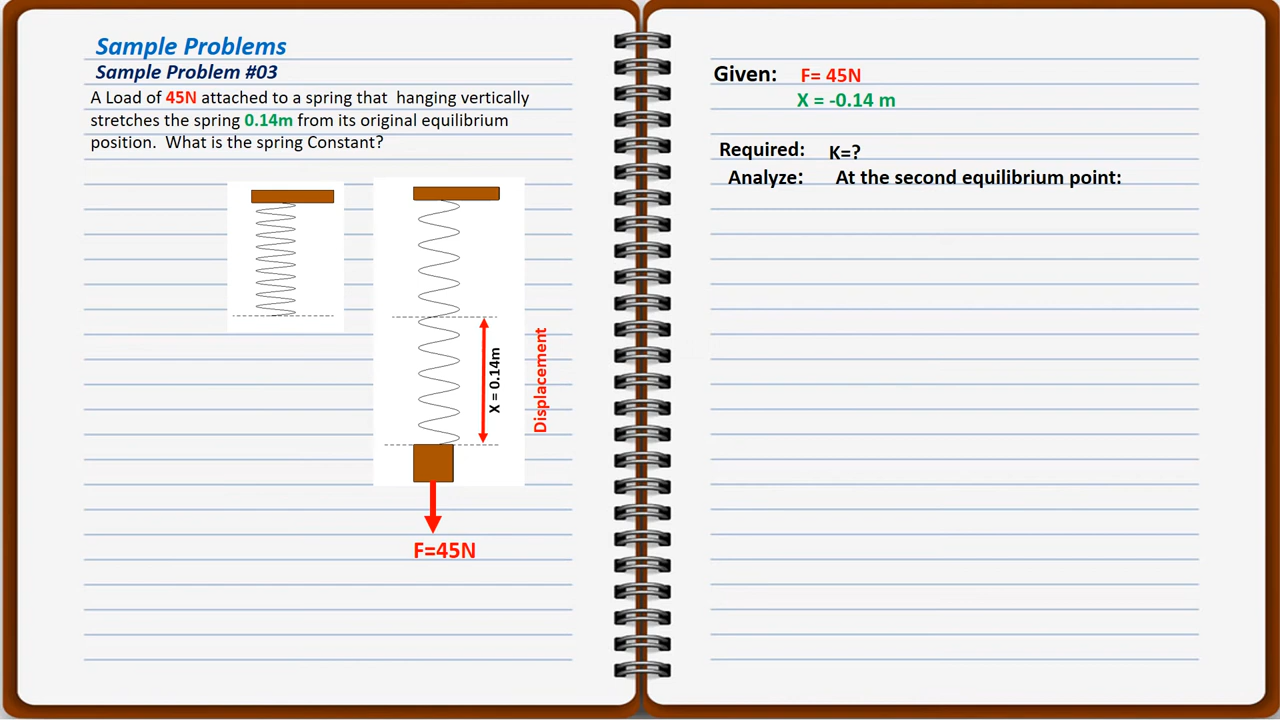 Sample Problems
Sample Problem #03
A Load of 45N attached to a spring that hanging vertically
stretches the spring 0.14m from its original equilibrium
position. What is the spring Constant?
X = 0.14m
Displacement
F=45N
Given: F= 45N
X = -0.14 m
Required: K=?
Analyze At the second equilibrium point: